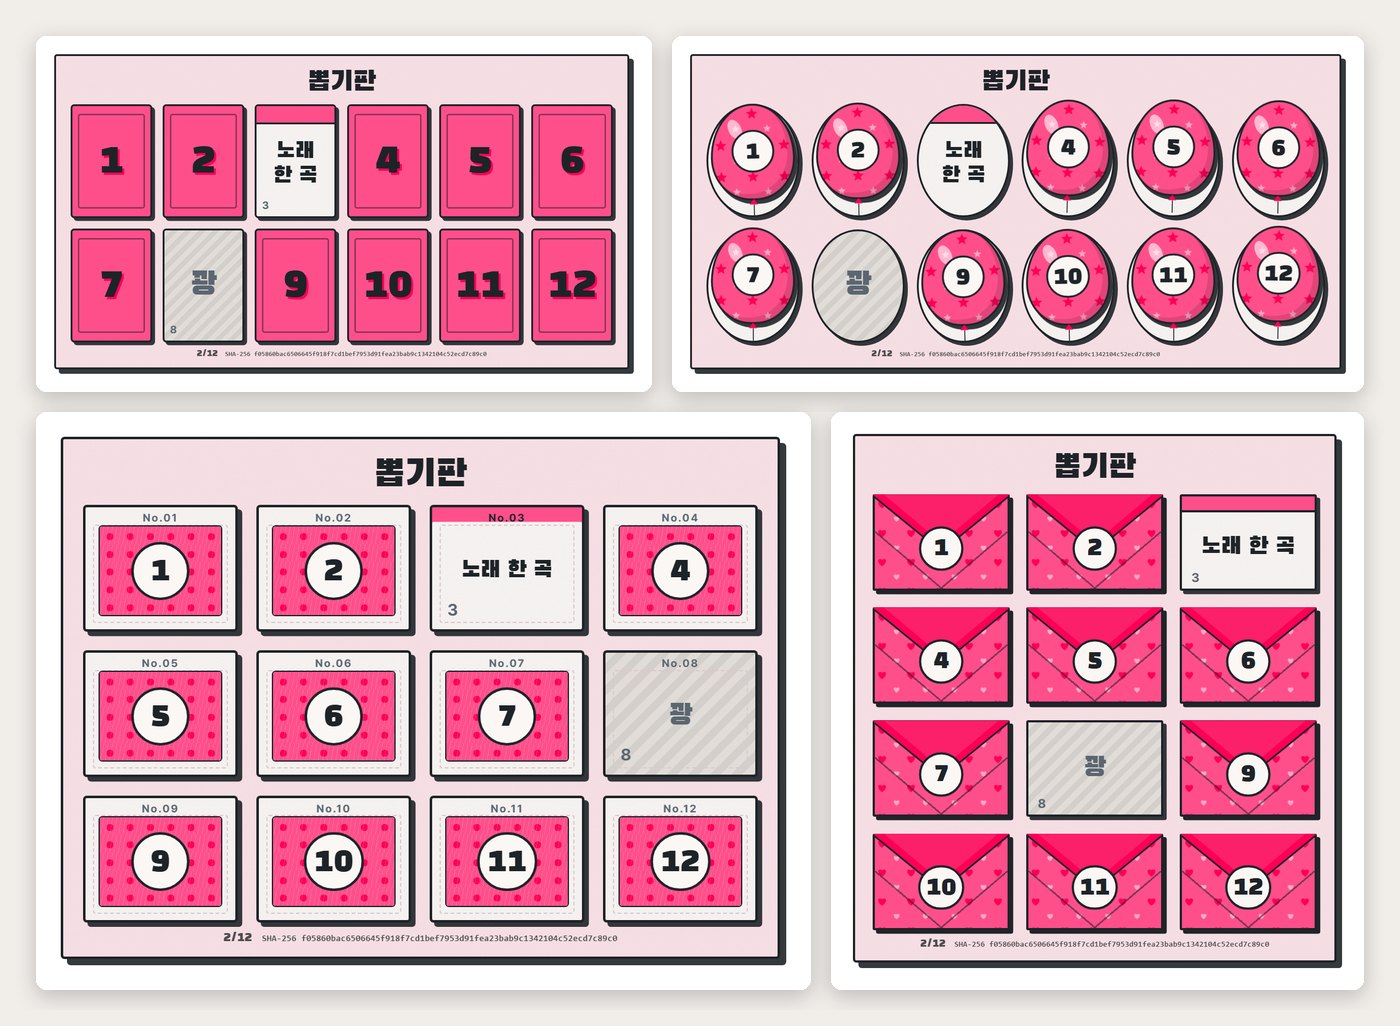 뽑기판
1 2 노래 4 5 6
한 곡
3
7 꽝 9 10 11 12
8
2/12 SHA-256 f05860bac6506645f918f7cd1bef7953d91fea23bab9c1342104c52ecd7c89c0
뽑기판
1 2 노래 4 5 6
한 곡
7 꽝 9 10 11 12
2/12 SHA-256 f05860bac6506645f918f7cd1bef7953d91fea23bab9c1342104c52ecd7c89c0
뽑기판
No.01 No.02 No.03 No.04
1 2 노래 한 곡 4
3
No.05 No.06 No.07 No.08
5 6 7 꽝
8
No.09 No.10 No.11 No.12
9 10 11 12
2/12 SHA-256 f05860bac6506645f918f7cd1bef7953d91fea23bab9c1342104c52ecd7c89c0
뽑기판
1 2 노래 한 곡
3
4 5 6
7 꽝 9
8
10 11 12
2/12 SHA-256 f05860bac6506645f918f7cd1bef7953d91fea23bab9c1342104c52ecd7c89c0